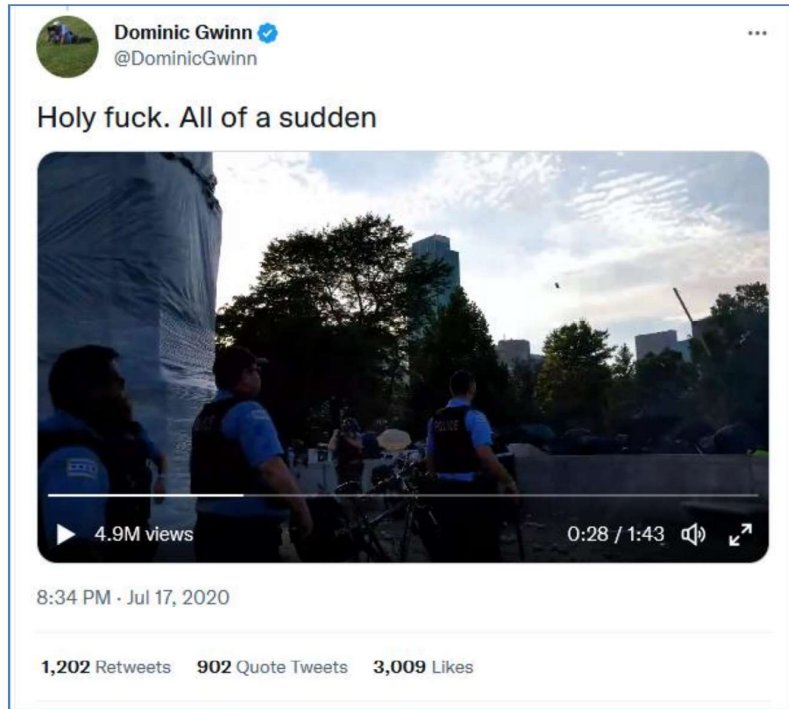 Dominic Gwinn
@DominicGwinn
Holy fuck. All of a sudden
POLICE
4.9M views
0:28 / 1:43
8:34 PM · Jul 17, 2020
1,202 Retweets 902 Quote Tweets 3,009 Likes